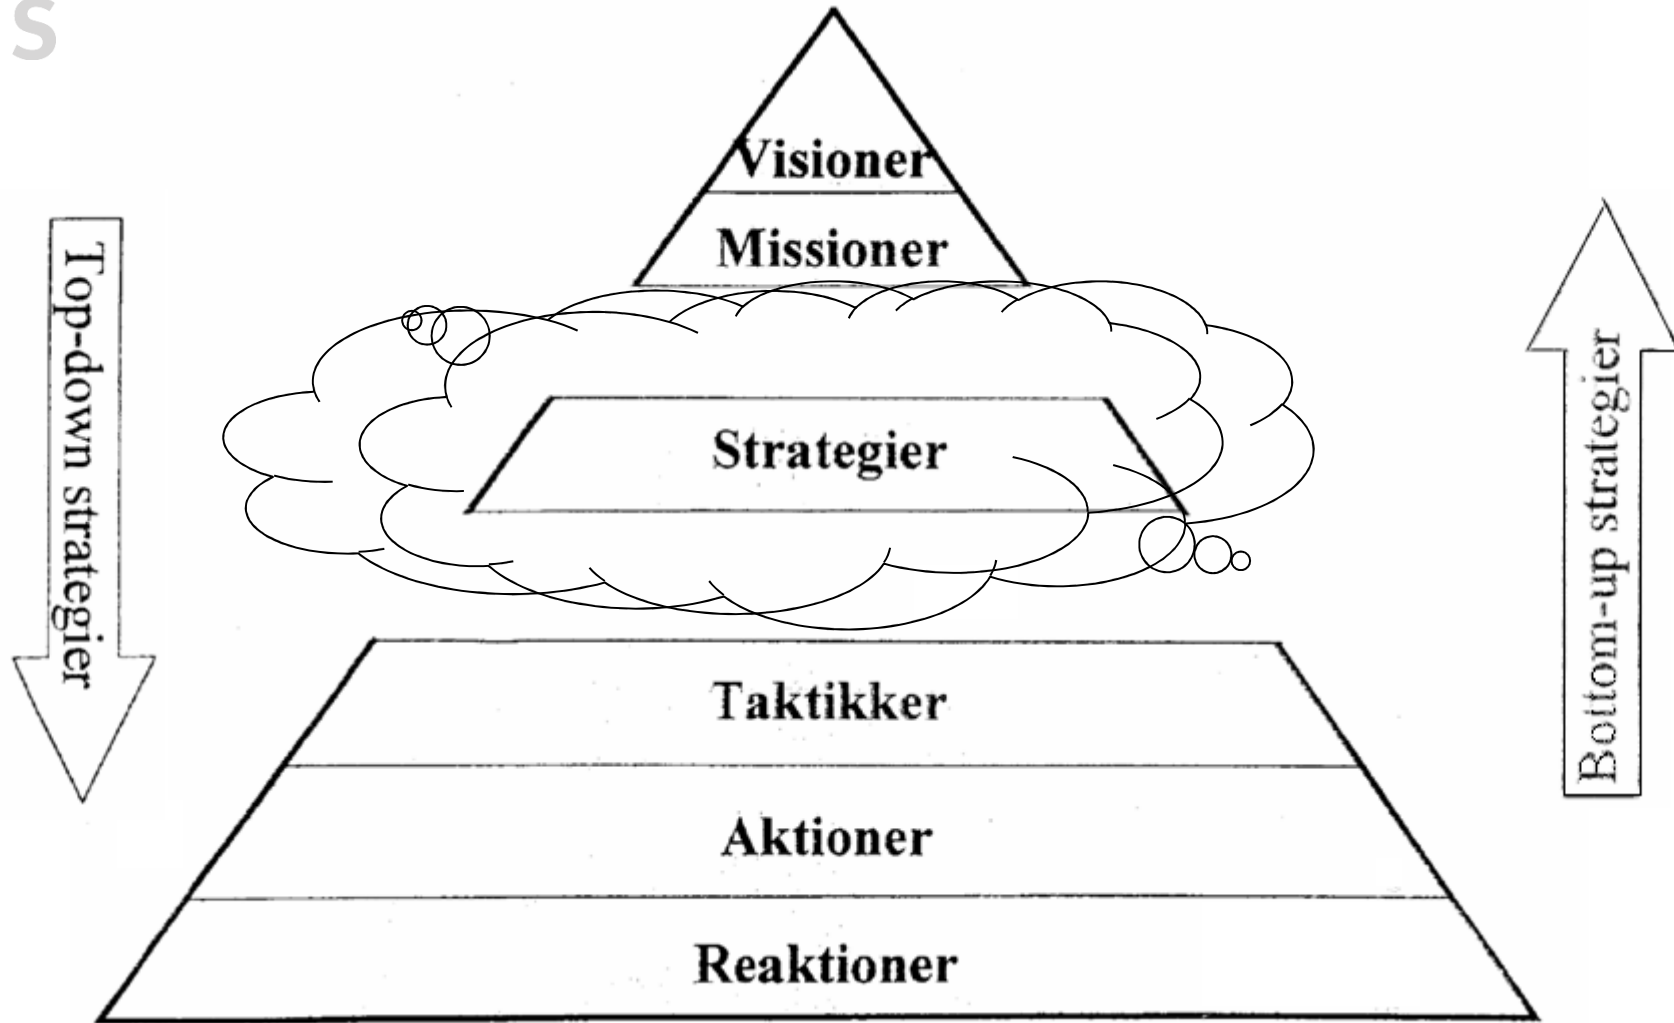 S
Visioner
Missioner
Top-down strategier
Strategier
Bottom-up strategier
Taktikker
Aktioner
Reaktioner